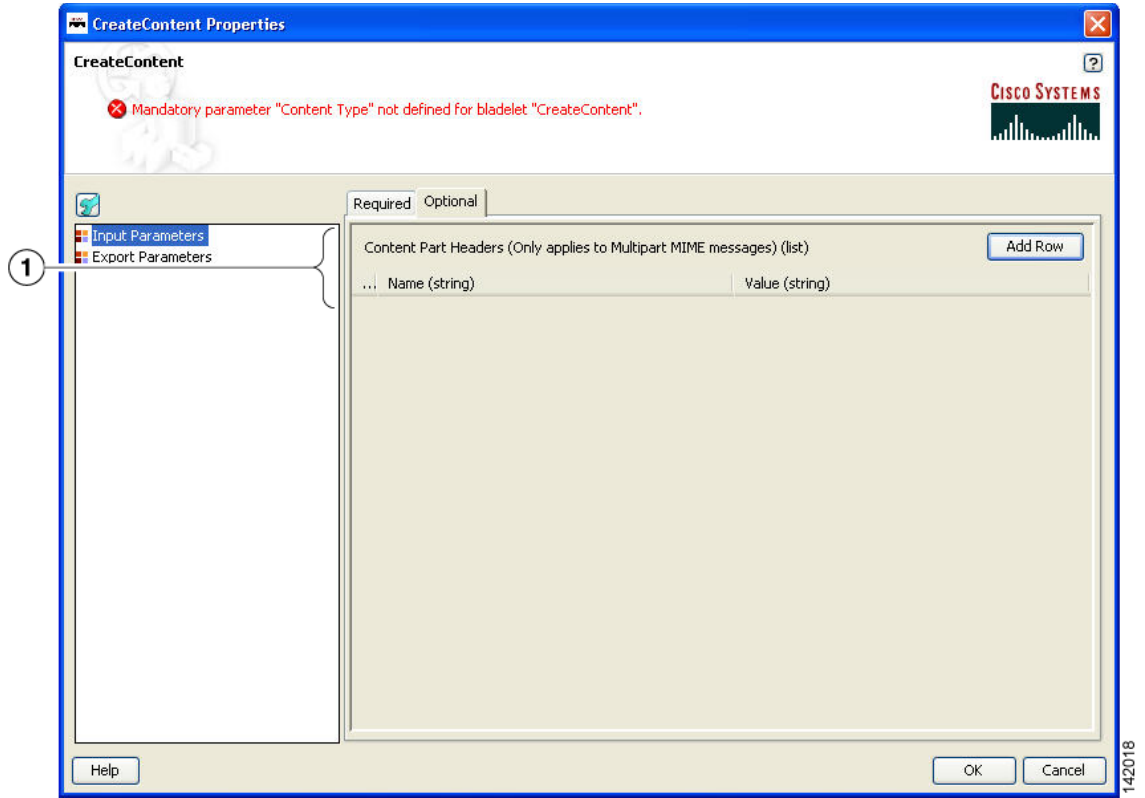 CreateContent Properties
CreateContent
Mandatory parameter "Content Type" not defined for bladelet "CreateContent".
CISCO SYSTEMS
Required Optional
Input Parameters
Export Parameters
1
Content Part Headers (Only applies to Multipart MIME messages) (list)
Add Row
... Name (string) Value (string)
Help
OK Cancel
142018